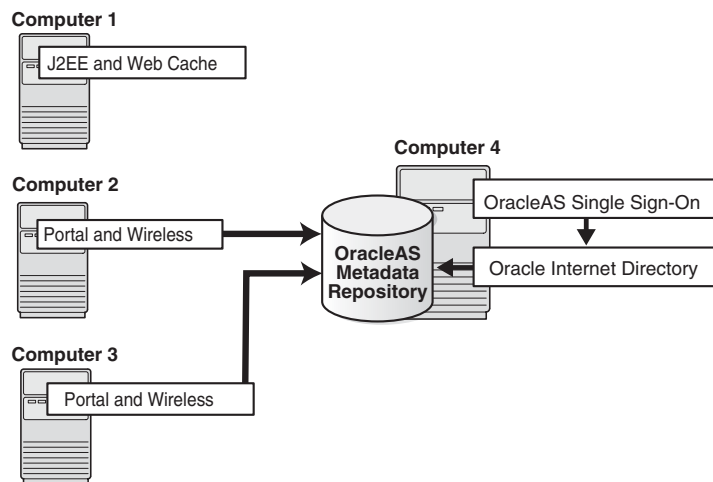 Computer 1
J2EE and Web Cache
Computer 2
Portal and Wireless
Computer 3
Portal and Wireless
Computer 4
OracleAS Single Sign-On
Oracle Internet Directory
OracleAS
Metadata
Repository